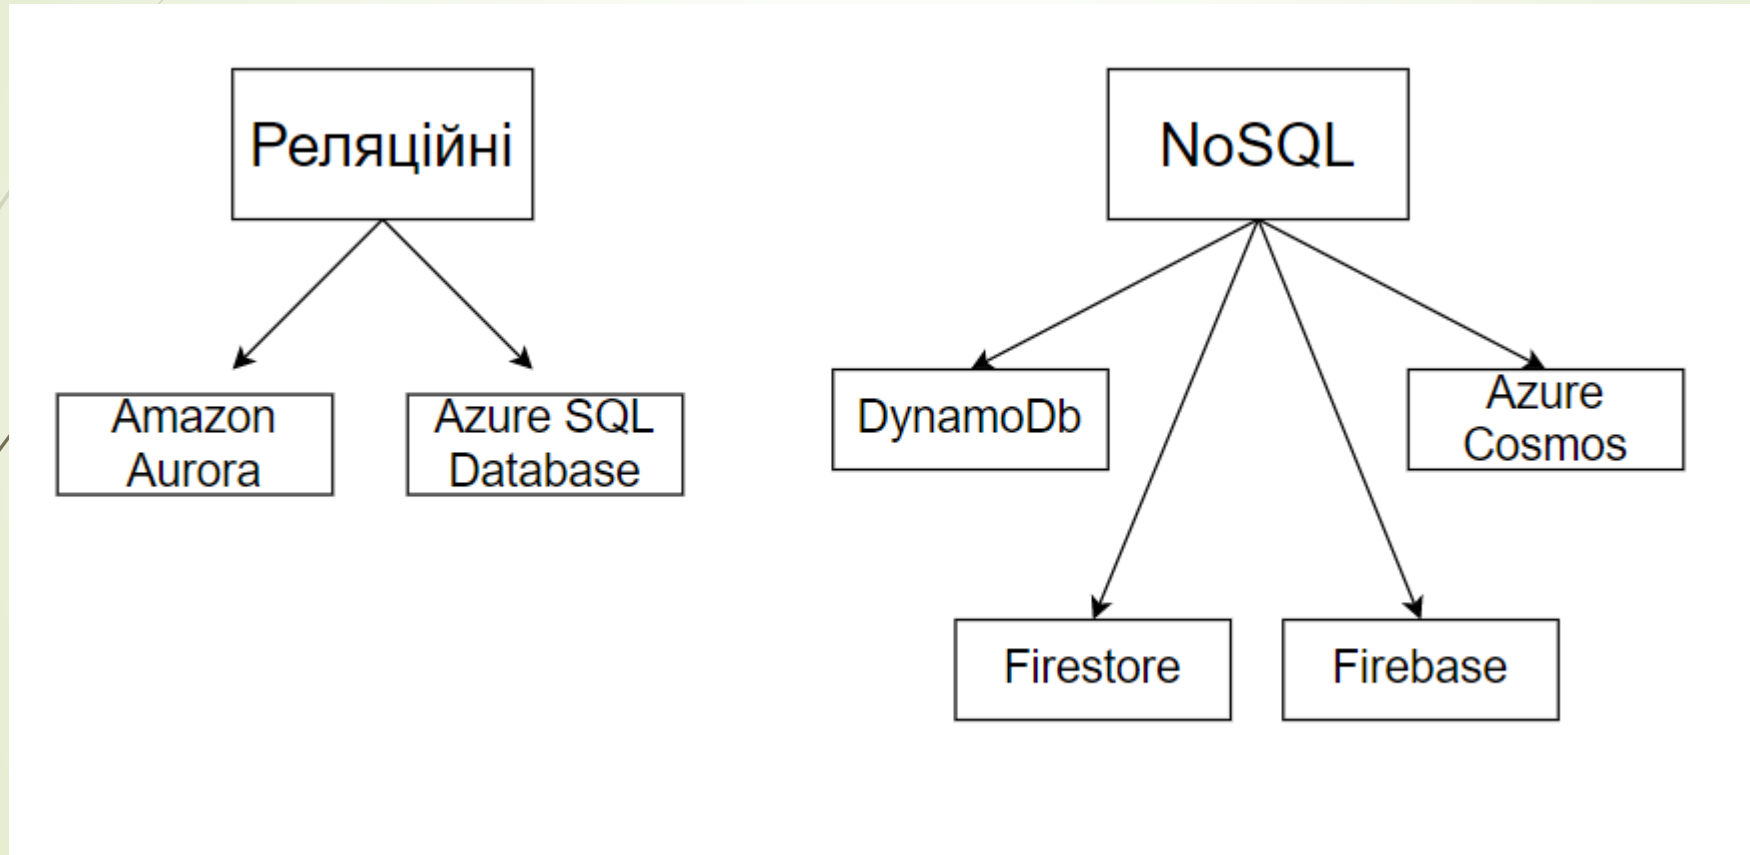 Реляційні
NoSQL
Amazon
Aurora
Azure SQL
Database
DynamoDb
Azure
Cosmos
Firestore
Firebase